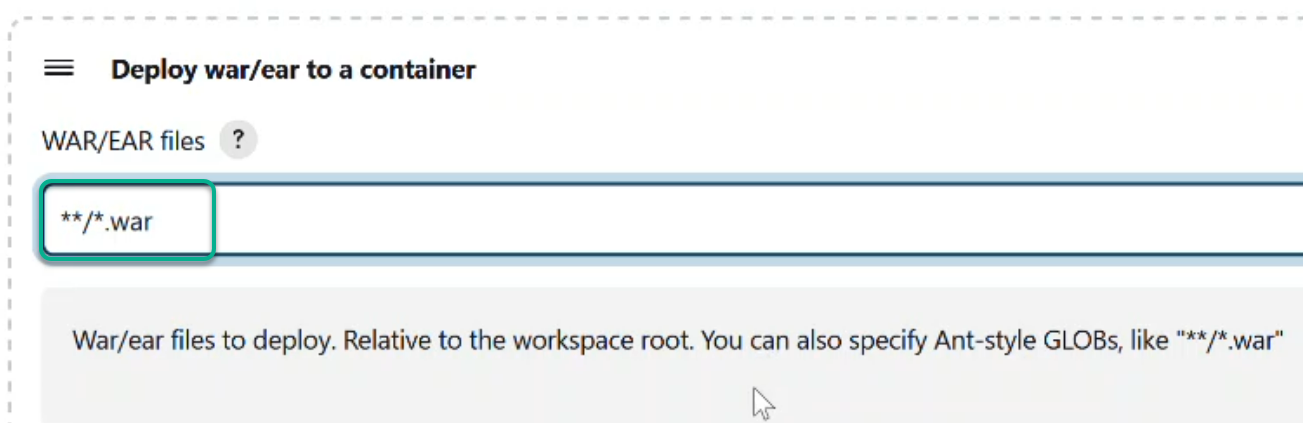 Deploy war/ear to a container
WAR/EAR files ?
**/*.war
War/ear files to deploy. Relative to the workspace root. You can also specify Ant-style GLOBs, like "**/*.war"